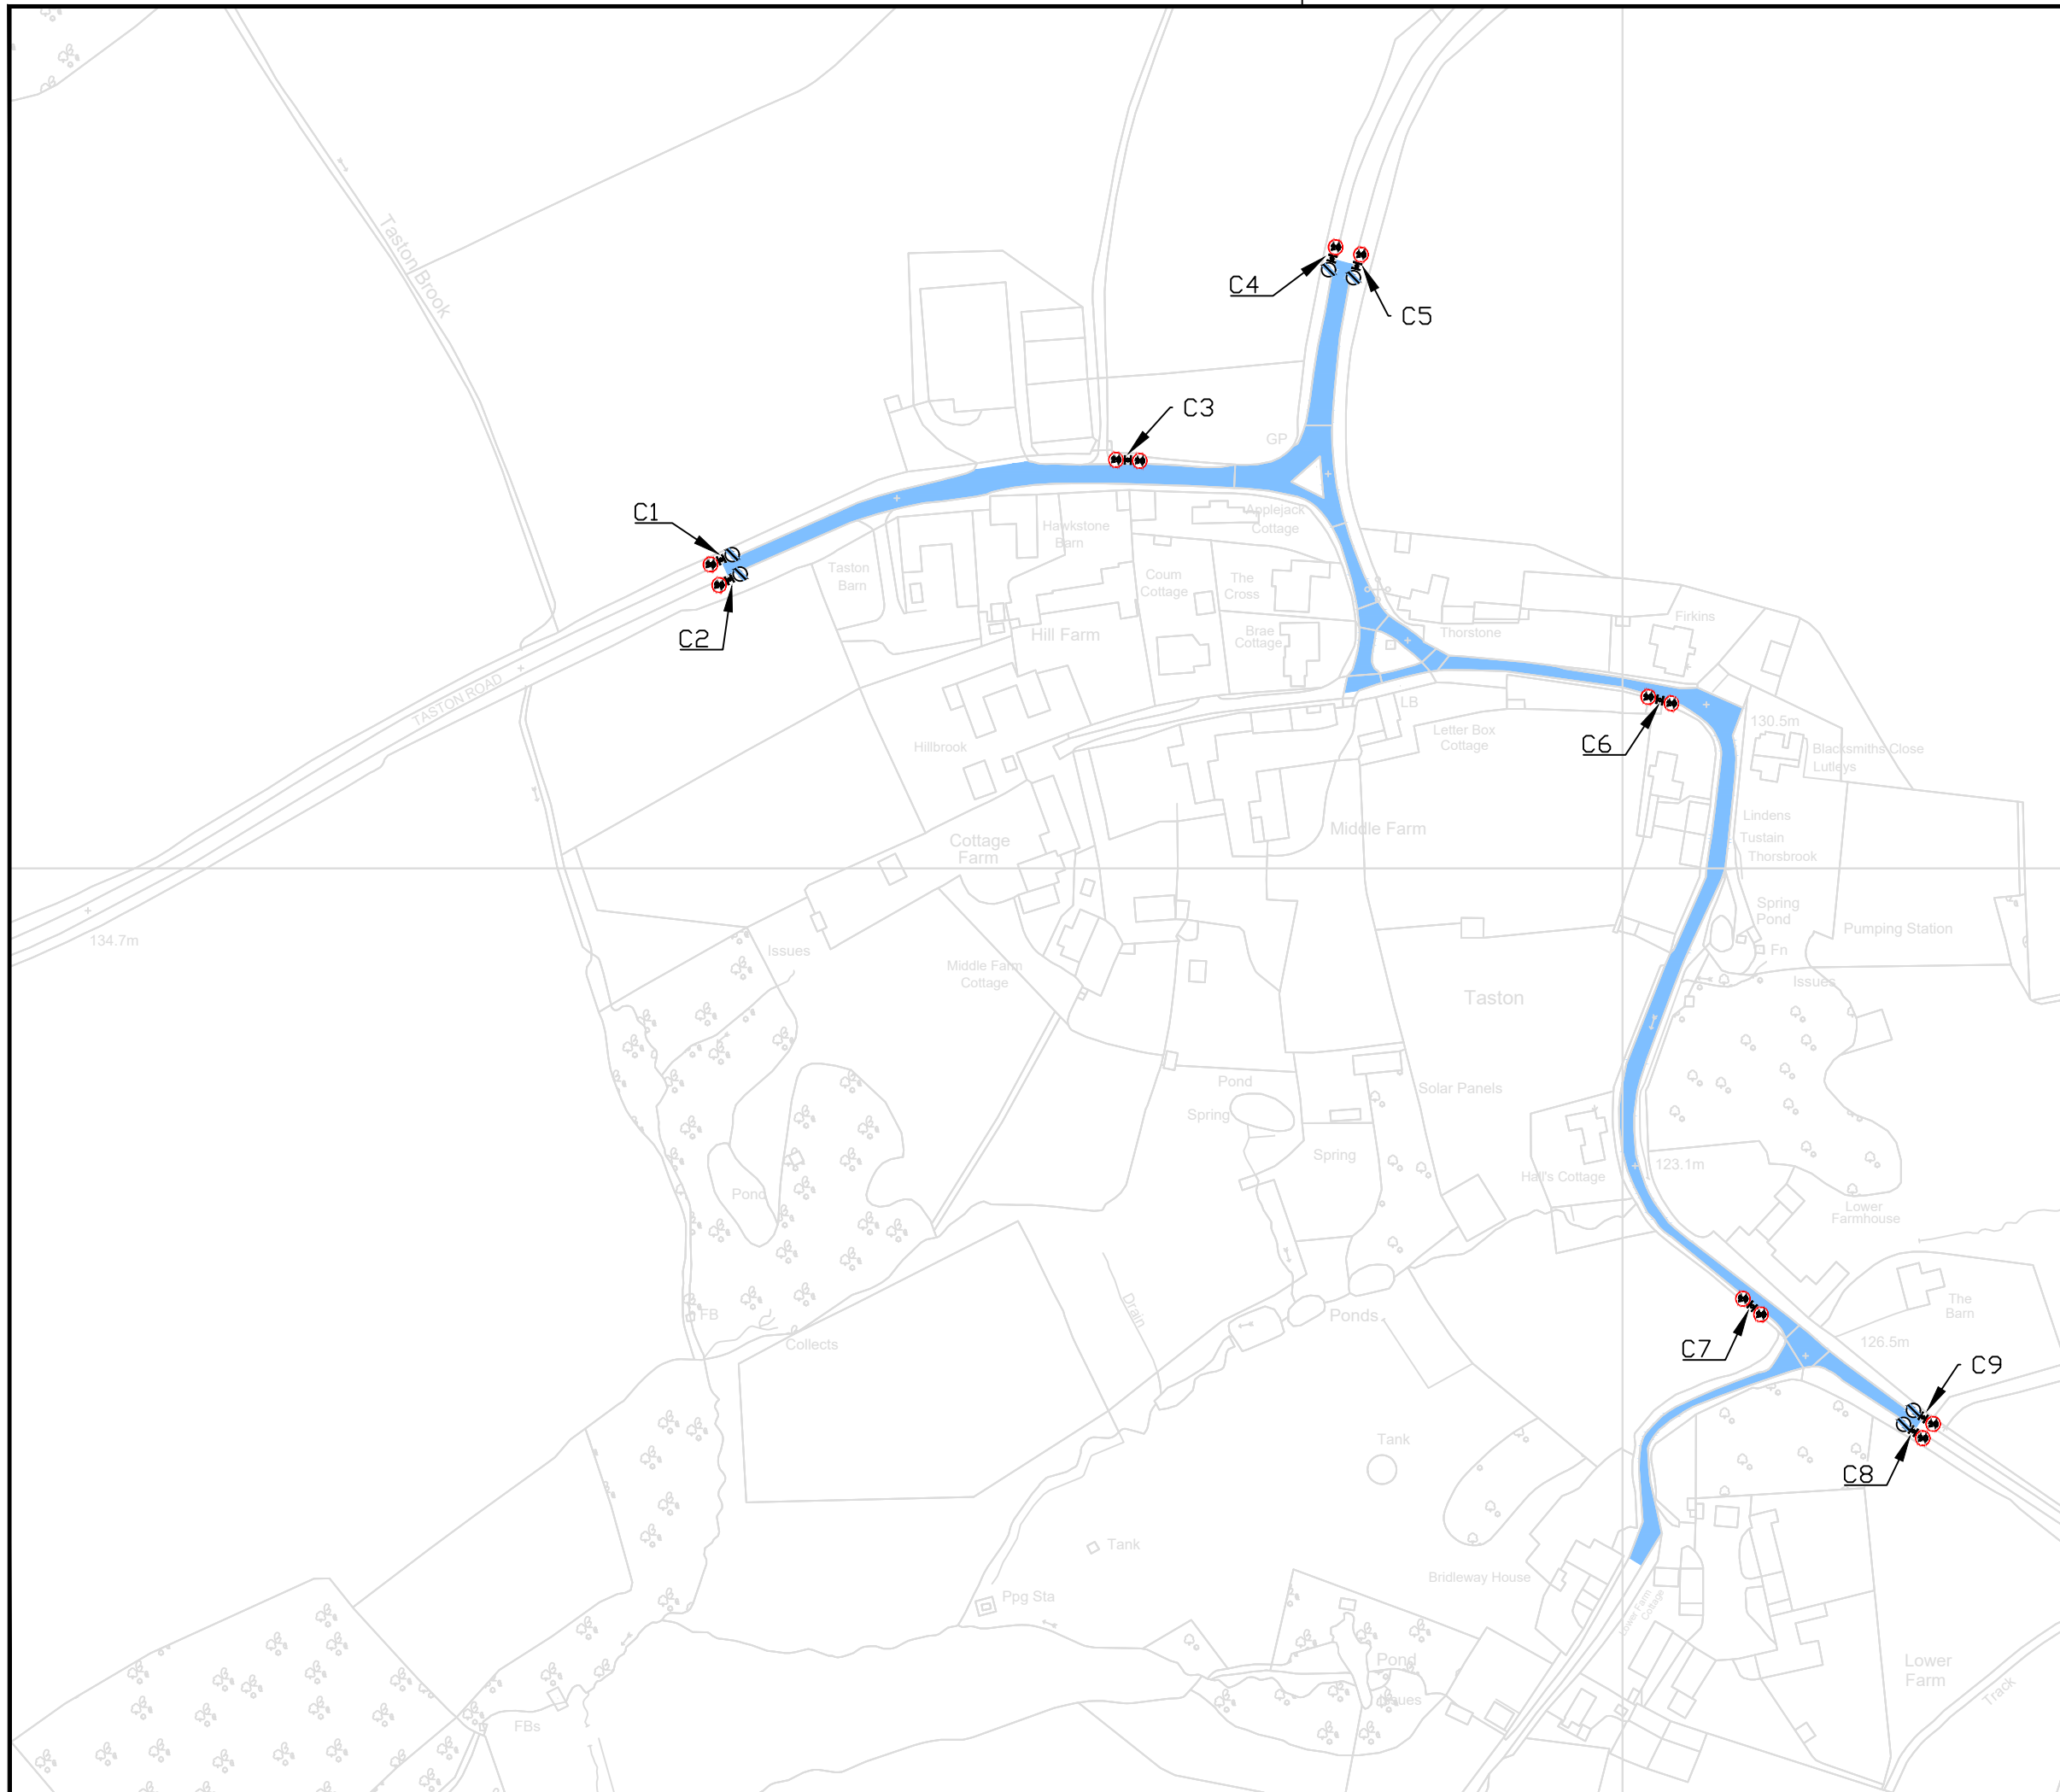 Taston Brook
C4
C5
C3
GP
C1
Hawkstone
Barn
Applejack
Cottage
Taston
Barn
Coum
Cottage
The
Cross
Firkins
C2
Hill Farm
Brae
Cottage
Thorstone
TASTON ROAD
LB
Letter Box
Cottage
C6
130.5m
Hillbrook
Blacksmiths Close
Lutleys
Lindens
Middle Farm
Tustain
Cottage
Farm
Thorsbrook
Spring
Pond
134.7m
Issues
Pumping Station
Fn
Middle Farm
Cottage
Issues
Taston
Pond
Solar Panels
Spring
Spring
123.1m
Hall's Cottage
Pond
Lower
Farmhouse
The
Barn
FB
Drain
Ponds
Collects
C7
126.5m
C9
Tank
C8
Tank
Bridleway House
Ppg Sta
Lower Farm
Cottage
Pond
Lower
Farm
Issues
Track
FBs